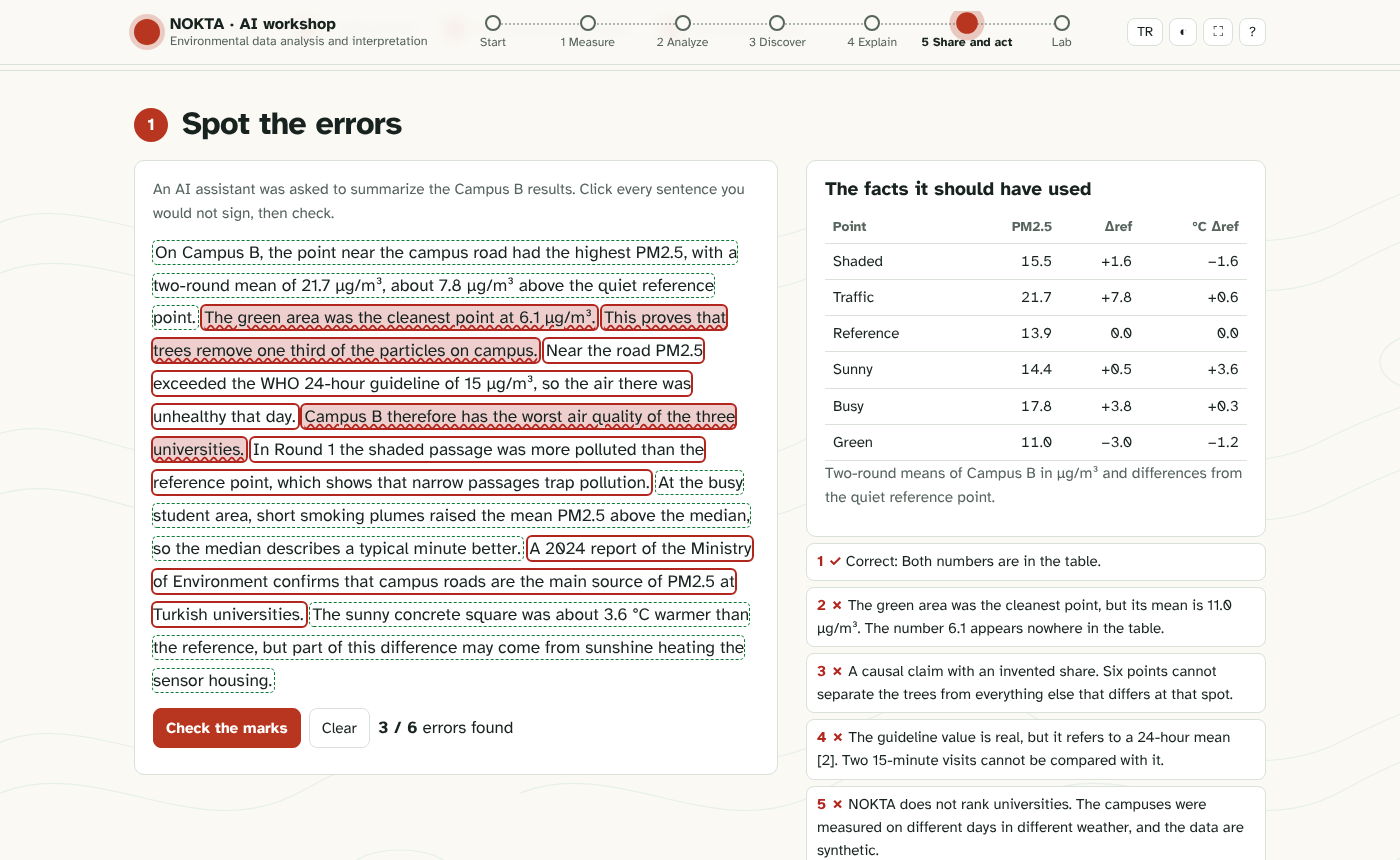 NOKTA · AI workshop
Environmental data analysis and interpretation
Start
1 Measure
2 Analyze
3 Discover
4 Explain
5 Share and act
Lab
TR
?
1
Spot the errors
An AI assistant was asked to summarize the Campus B results. Click every sentence you
would not sign, then check.
On Campus B, the point near the campus road had the highest PM2.5, with a
two-round mean of 21.7 µg/m³, about 7.8 µg/m³ above the quiet reference
point. The green area was the cleanest point at 6.1 µg/m³. This proves that
trees remove one third of the particles on campus. Near the road PM2.5
exceeded the WHO 24-hour guideline of 15 µg/m³, so the air there was
unhealthy that day. Campus B therefore has the worst air quality of the three
universities. In Round 1 the shaded passage was more polluted than the
reference point, which shows that narrow passages trap pollution. At the busy
student area, short smoking plumes raised the mean PM2.5 above the median,
so the median describes a typical minute better. A 2024 report of the Ministry
of Environment confirms that campus roads are the main source of PM2.5 at
Turkish universities. The sunny concrete square was about 3.6 °C warmer than
the reference, but part of this difference may come from sunshine heating the
sensor housing.
Check the marks
Clear
3 / 6 errors found
The facts it should have used
Point PM2.5 Δref °C Δref
Shaded 15.5 +1.6 −1.6
Traffic 21.7 +7.8 +0.6
Reference 13.9 0.0 0.0
Sunny 14.4 +0.5 +3.6
Busy 17.8 +3.8 +0.3
Green 11.0 −3.0 −1.2
Two-round means of Campus B in µg/m³ and differences from
the quiet reference point.
1 ✓ Correct: Both numbers are in the table.
2 × The green area was the cleanest point, but its mean is 11.0
µg/m³. The number 6.1 appears nowhere in the table.
3 × A causal claim with an invented share. Six points cannot
separate the trees from everything else that differs at that spot.
4 × The guideline value is real, but it refers to a 24-hour mean
[2]. Two 15-minute visits cannot be compared with it.
5 × NOKTA does not rank universities. The campuses were
measured on different days in different weather, and the data are
synthetic.